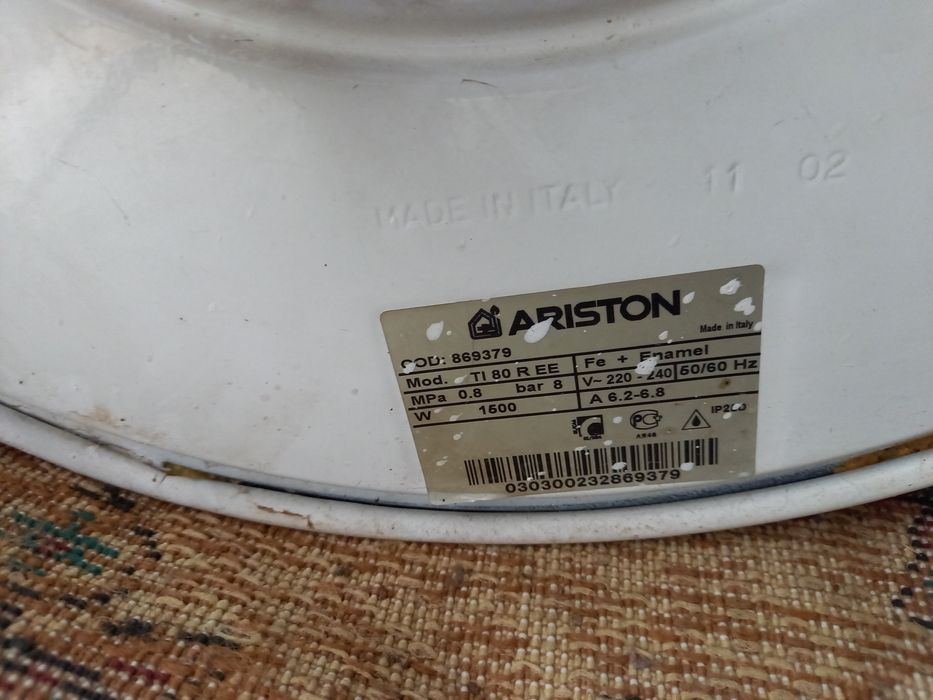 MADE IN ITALY 11 02
ARISTON
Made in Italy
COD: 869379
Mod. TI 80 R EE
MPa 0.8 bar 8
W 1500
Fe + Enamel
V~ 220 - 240 50/60 Hz
A 6.2-6.8
030300232869379